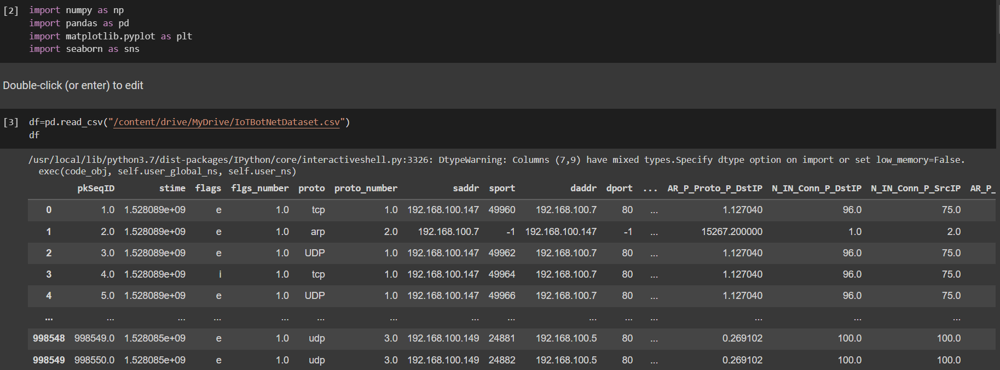 [2] import numpy as np
import pandas as pd
import matplotlib.pyplot as plt
import seaborn as sns
Double-click (or enter) to edit
[3] df=pd.read_csv("/content/drive/MyDrive/IoTBotNetDataset.csv")
df
/usr/local/lib/python3.7/dist-packages/IPython/core/interactiveshell.py:3326: DtypeWarning: Columns (7,9) have mixed types.Specify dtype option on import or set low_memory=False.
exec(code_obj, self.user_global_ns, self.user_ns)
pkSeqID stime flags flgs_number proto proto_number saddr sport daddr dport ... AR_P_Proto_P_DstIP N_IN_Conn_P_DstIP N_IN_Conn_P_SrcIP AR_P_
0 1.0 1.528089e+09 e 1.0 tcp 1.0 192.168.100.147 49960 192.168.100.7 80 ... 1.127040 96.0 75.0
1 2.0 1.528089e+09 e 1.0 arp 2.0 192.168.100.7 -1 192.168.100.147 -1 ... 15267.200000 1.0 2.0
2 3.0 1.528089e+09 e 1.0 UDP 1.0 192.168.100.147 49962 192.168.100.7 80 ... 1.127040 96.0 75.0
3 4.0 1.528089e+09 i 1.0 tcp 1.0 192.168.100.147 49964 192.168.100.7 80 ... 1.127040 96.0 75.0
4 5.0 1.528089e+09 e 1.0 UDP 1.0 192.168.100.147 49966 192.168.100.7 80 ... 1.127040 96.0 75.0
... ... ... ... ... ... ... ... ... ... ... ... ... ... ...
998548 998549.0 1.528085e+09 e 1.0 udp 3.0 192.168.100.149 24881 192.168.100.5 80 ... 0.269102 100.0 100.0
998549 998550.0 1.528085e+09 e 1.0 udp 3.0 192.168.100.149 24882 192.168.100.5 80 ... 0.269102 100.0 100.0